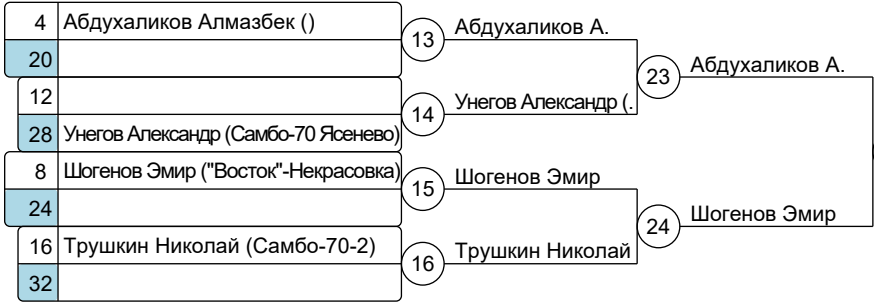 4 Абдухаликов Алмазбек ()
20
13 Абдухаликов А.
12
28 Унегов Александр (Самбо-70 Ясенево)
14 Унегов Александр (.
23 Абдухаликов А.
8 Шогенов Эмир ("Восток"-Некрасовка)
24
15 Шогенов Эмир
16 Трушкин Николай (Самбо-70-2)
32
16 Трушкин Николай
24 Шогенов Эмир